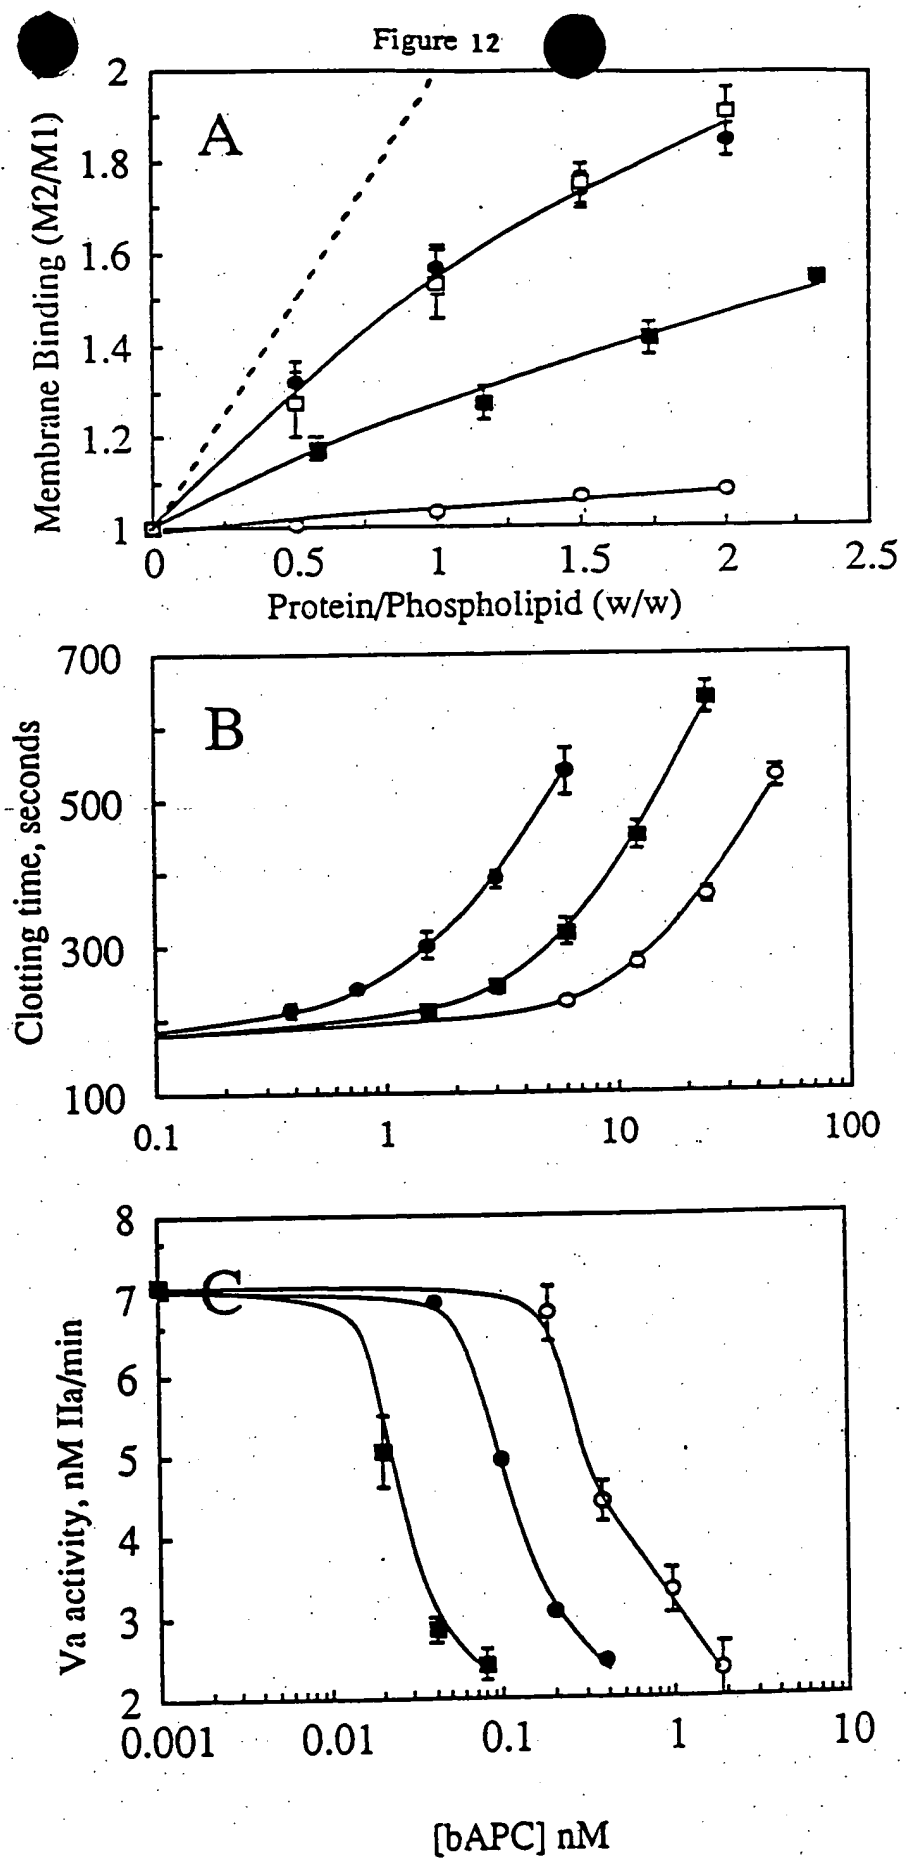 Figure 12
A
Membrane Binding (M2/M1)
2
1.8
1.6
1.4
1.2
1
0 0.5 1 1.5 2 2.5
Protein/Phospholipid (w/w)
B
Clotting time, seconds
700
500
300
100
0.1 1 10 100
C
Va activity, nM IIa/min
8
7
6
5
4
3
2
0.001 0.01 0.1 1 10
[bAPC] nM